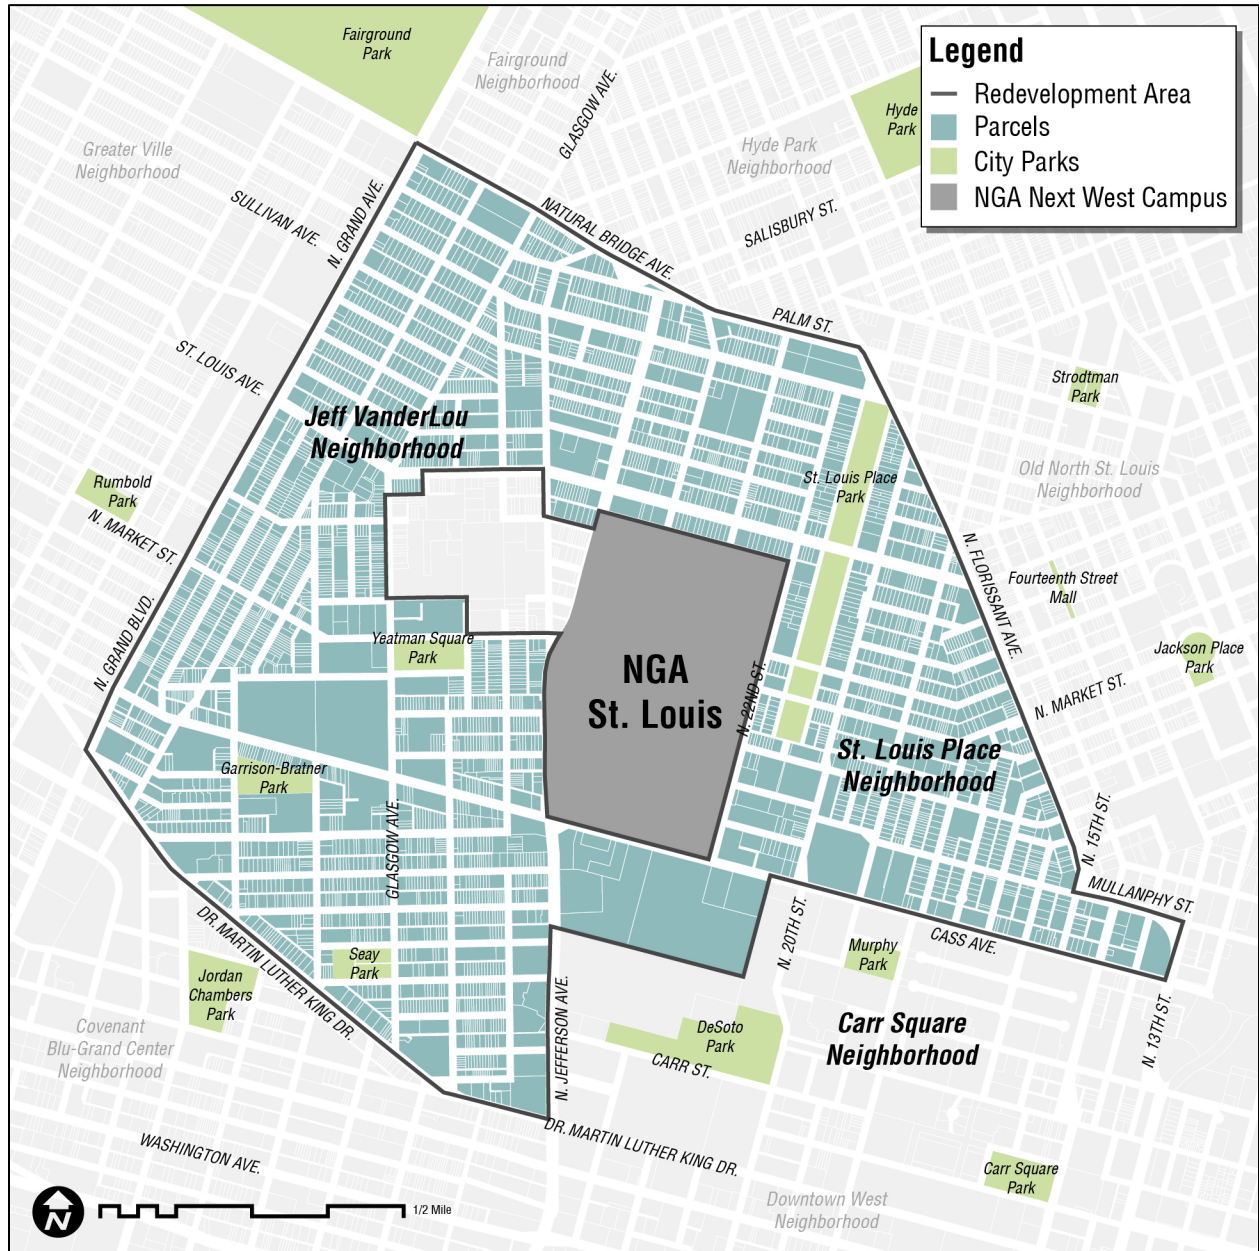 Fairground
Park
Fairground
Neighborhood
GLASGOW AVE.
Hyde
Park
Legend
Redevelopment Area
Parcels
City Parks
NGA Next West Campus
Greater Ville
Neighborhood
Hyde Park
Neighborhood
SULLIVAN AVE.
N. GRAND AVE.
NATURAL BRIDGE AVE.
SALISBURY ST.
PALM ST.
ST. LOUIS AVE.
Strodtman
Park
Jeff VanderLou
Neighborhood
St. Louis Place
Park
Old North St. Louis
Neighborhood
Rumbold
Park
N. MARKET ST.
N. FLORISSANT AVE.
Fourteenth Street
Mall
N. GRAND BLVD.
Yeatman Square
Park
Jackson Place
Park
NGA
St. Louis
N. 22ND ST.
N. MARKET ST.
St. Louis Place
Neighborhood
Garrison-Bratner
Park
GLASGOW AVE.
N. 15TH ST.
MULLANPHY ST.
DR. MARTIN LUTHER KING DR.
Seay
Park
N. 20TH ST.
Murphy
Park
CASS AVE.
Jordan
Chambers
Park
N. JEFFERSON AVE.
DeSoto
Park
CARR ST.
Carr Square
Neighborhood
N. 13TH ST.
Covenant
Blu-Grand Center
Neighborhood
DR. MARTIN LUTHER KING DR.
WASHINGTON AVE.
Carr Square
Park
Downtown West
Neighborhood
N
1/2 Mile